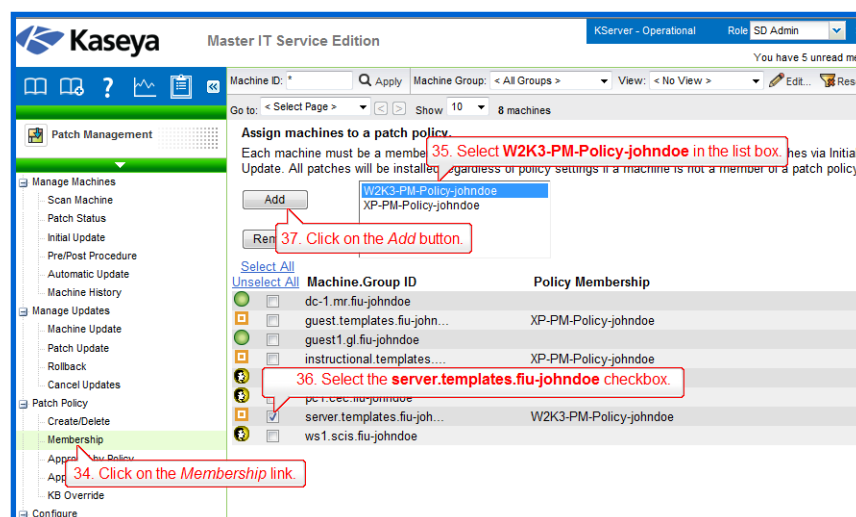 Kaseya
Master IT Service Edition
KServer - Operational
Role SD Admin
You have 5 unread me
Machine ID: *
Apply
Machine Group: < All Groups >
View: < No View >
Edit...
Res
Go to: < Select Page >
Show 10
8 machines
Patch Management
Manage Machines
Scan Machine
Patch Status
Initial Update
Pre/Post Procedure
Automatic Update
Machine History
Manage Updates
Machine Update
Patch Update
Rollback
Cancel Updates
Patch Policy
Create/Delete
Membership
KB Override
Configure
34. Click on the Membership link.
Assign machines to a patch policy.
Each machine must be a memb
hes via Initia
Update. All patches will be installed regardless of policy settings if a machine is not a member of a patch policy
35. Select W2K3-PM-Policy-johndoe in the list box.
Add
W2K3-PM-Policy-johndoe
XP-PM-Policy-johndoe
Rem
37. Click on the Add button.
Select All
Unselect All Machine.Group ID Policy Membership
dc-1.mr.fiu-johndoe
guest.templates.fiu-john... XP-PM-Policy-johndoe
guest1.gl.fiu-johndoe
instructional.templates.... XP-PM-Policy-johndoe
36. Select the server.templates.fiu-johndoe checkbox.
pc1.cec.fiu-johndoe
server.templates.fiu-joh... W2K3-PM-Policy-johndoe
ws1.scis.fiu-johndoe